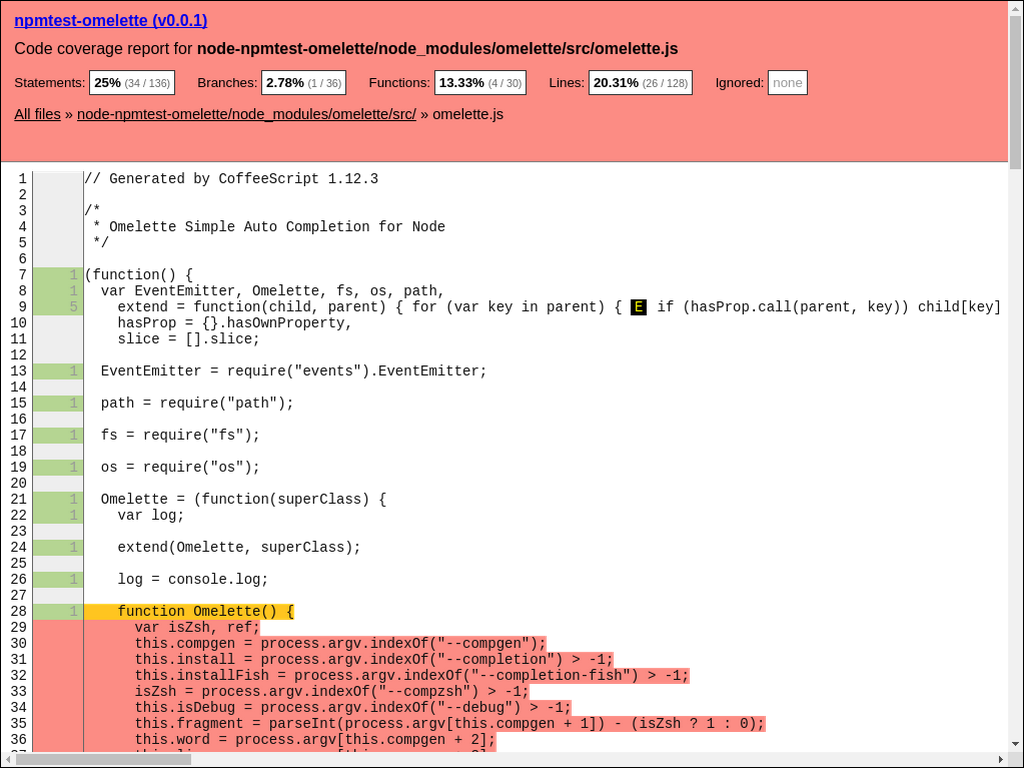 npmtest-omelette (v0.0.1)
Code coverage report for node-npmtest-omelette/node_modules/omelette/src/omelette.js
Statements: 25% (34 / 136) Branches: 2.78% (1 / 36) Functions: 13.33% (4 / 30) Lines: 20.31% (26 / 128) Ignored: none
All files » node-npmtest-omelette/node_modules/omelette/src/ » omelette.js
1 // Generated by CoffeeScript 1.12.3
2
3 /*
4  * Omelette Simple Auto Completion for Node
5  */
6
7 1 (function() {
8 1   var EventEmitter, Omelette, fs, os, path,
9 5     extend = function(child, parent) { for (var key in parent) { E if (hasProp.call(parent, key)) child[key]
10     hasProp = {}.hasOwnProperty,
11     slice = [].slice;
12
13 1   EventEmitter = require("events").EventEmitter;
14
15 1   path = require("path");
16
17 1   fs = require("fs");
18
19 1   os = require("os");
20
21 1   Omelette = (function(superClass) {
22 1     var log;
23
24 1     extend(Omelette, superClass);
25
26 1     log = console.log;
27
28 1     function Omelette() {
29       var isZsh, ref;
30       this.compgen = process.argv.indexOf("--compgen");
31       this.install = process.argv.indexOf("--completion") > -1;
32       this.installFish = process.argv.indexOf("--completion-fish") > -1;
33       isZsh = process.argv.indexOf("--compzsh") > -1;
34       this.isDebug = process.argv.indexOf("--debug") > -1;
35       this.fragment = parseInt(process.argv[this.compgen + 1]) - (isZsh ? 1 : 0);
36       this.word = process.argv[this.compgen + 2];